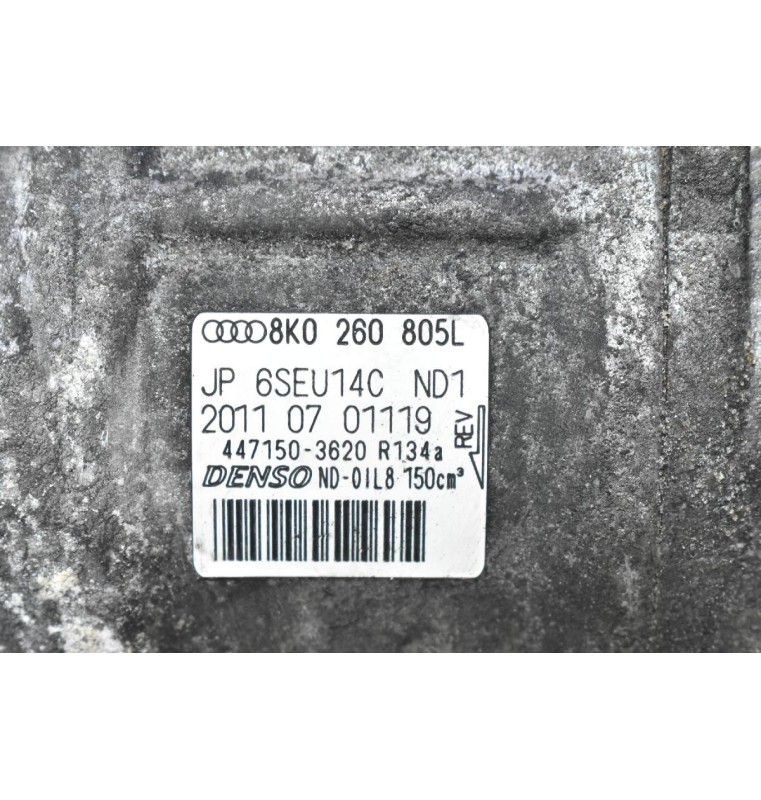 8K0 260 805L
JP 6SEU14C ND1
2011 07 01119
REV
447150-3620 R134a
DENSO ND-OIL8 150cm³